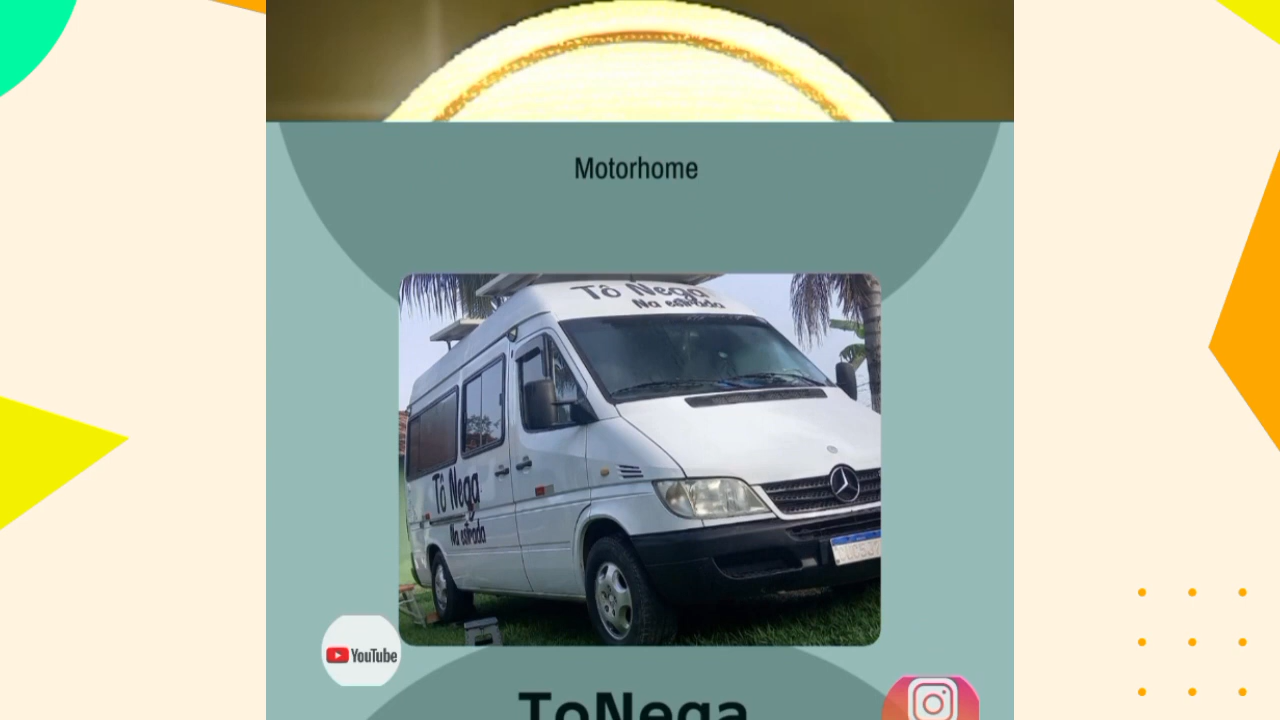 Motorhome
Tô Nega
Na estrada
Tô Nega
Na estrada
YouTube
ToNega